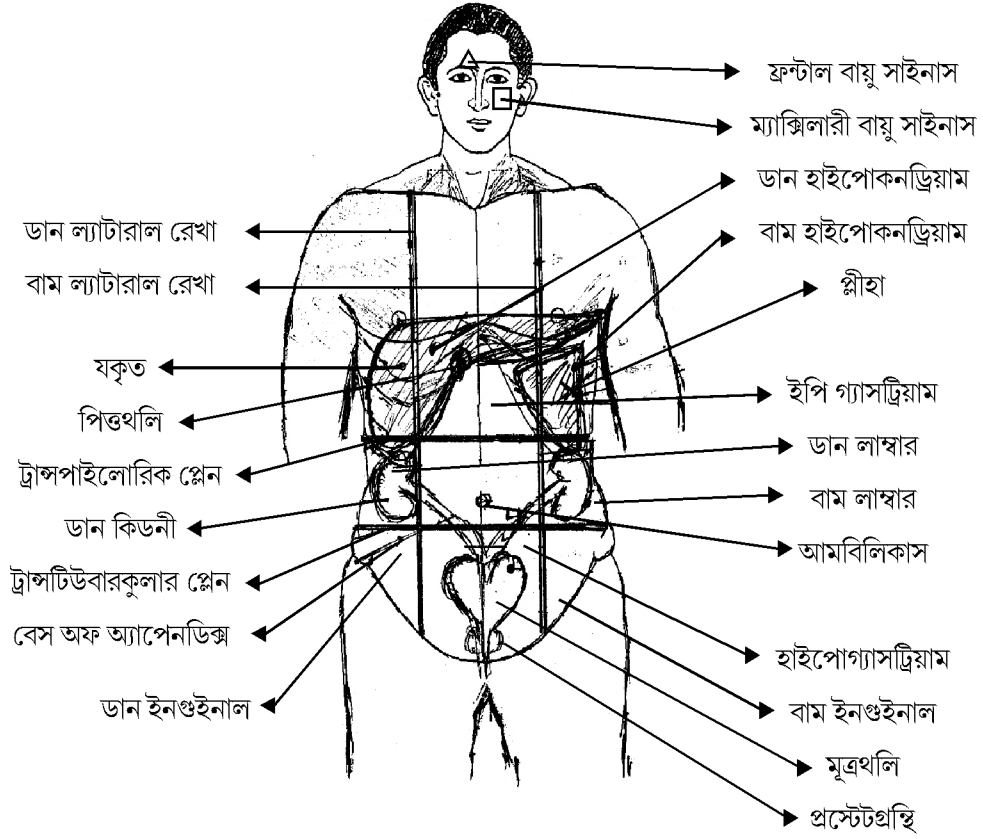 ফ্রন্টাল বায়ু সাইনাস
ম্যাক্সিলারী বায়ু সাইনাস
ডান হাইপোকনড্রিয়াম
বাম হাইপোকনড্রিয়াম
প্লীহা
ইপি গ্যাসট্রিয়াম
ডান লাম্বার
বাম লাম্বার
আমবিলিকাস
হাইপোগ্যাসট্রিয়াম
বাম ইনগুইনাল
মূত্রথলি
প্রস্টেটগ্রন্থি
ডান ল্যাটারাল রেখা
বাম ল্যাটারাল রেখা
যকৃত
পিত্তথলি
ট্রান্সপাইলোরিক প্লেন
ডান কিডনী
ট্রান্সটিউবারকুলার প্লেন
বেস অফ অ্যাপেনডিক্স
ডান ইনগুইনাল